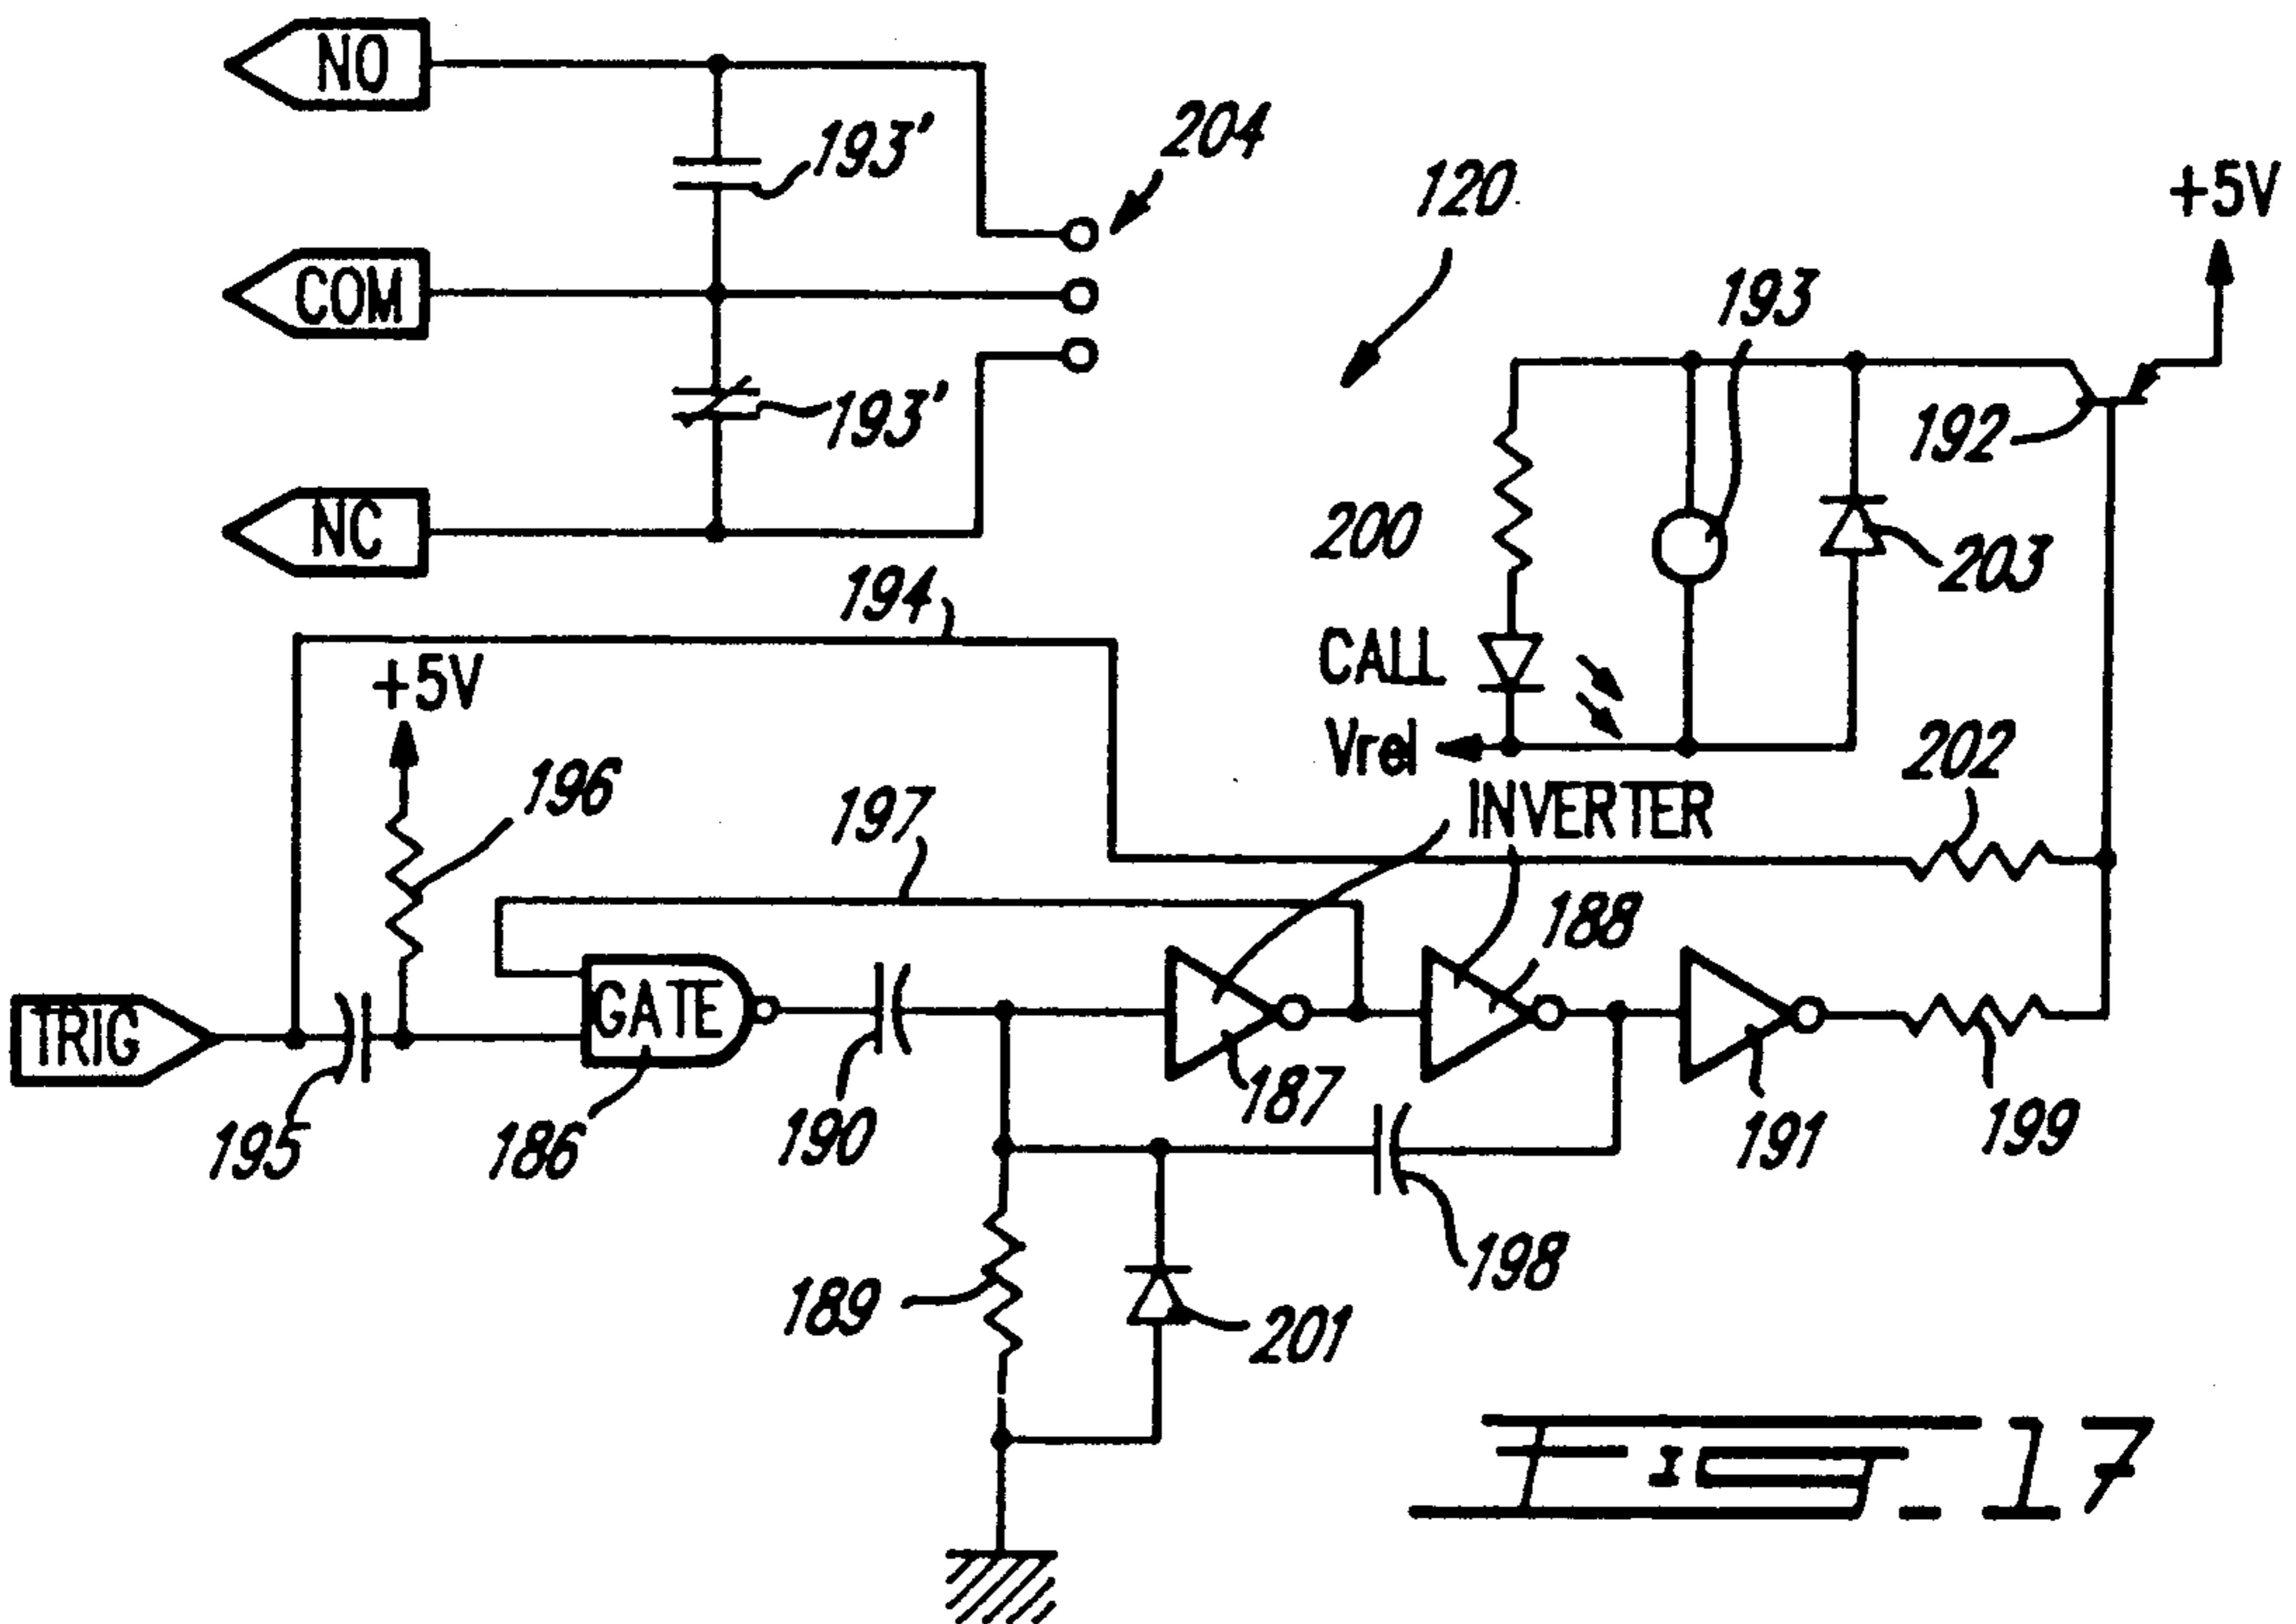 NO
193'
204
120
+5V
COM
193
193'
192
NC
200
203
194
CALL
+5V
Vrel
202
196
197
INVERTER
188
TRIG
GATE
195
186
190
187
191
199
198
189
201
Fig. 17